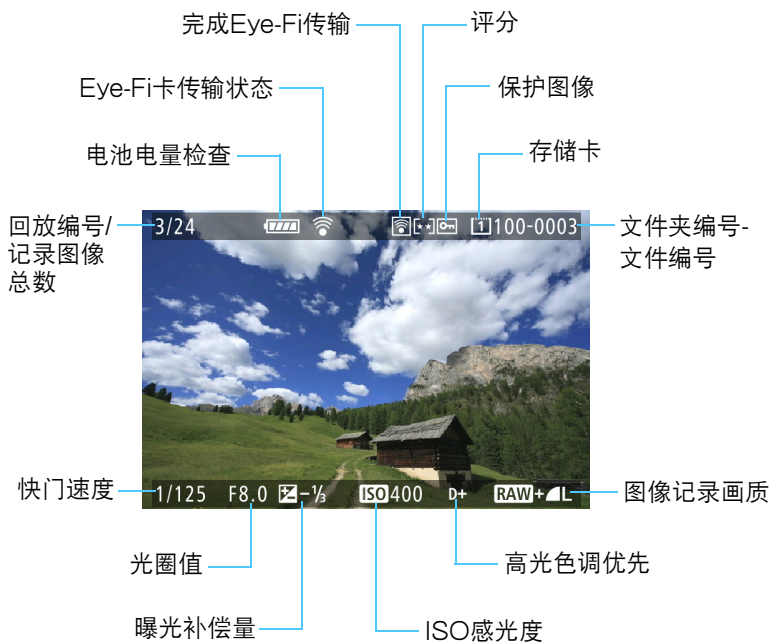 完成Eye-Fi传输
评分
Eye-Fi卡传输状态
保护图像
电池电量检查
存储卡
回放编号/
记录图像
总数
3/24
1 100-0003
文件夹编号-
文件编号
快门速度
1/125 F8.0 -1/3 ISO 400 D+ RAW+L
图像记录画质
光圈值
高光色调优先
曝光补偿量
ISO感光度